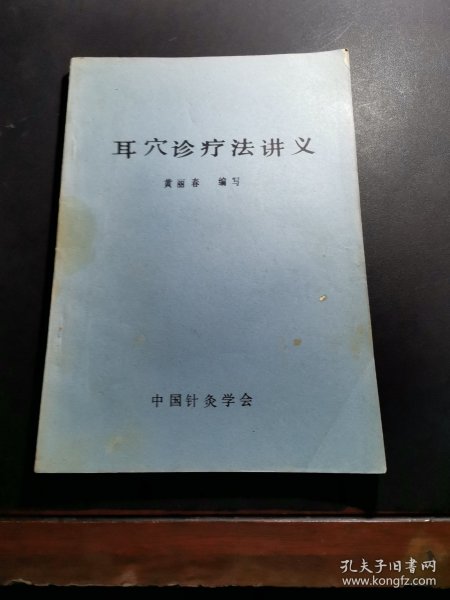 耳穴诊疗法讲义
黄丽春 编写
中国针灸学会
孔夫子旧书网
www.kongfz.com